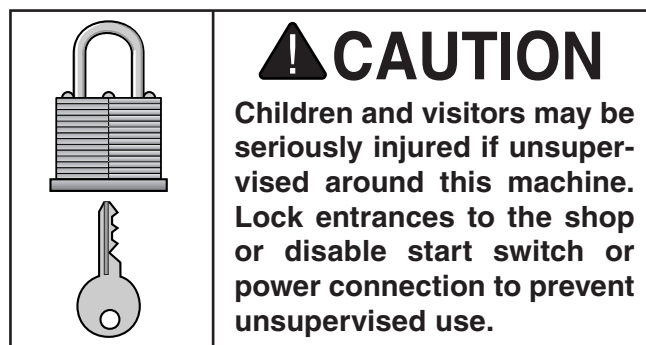 CAUTION
Children and visitors may be
seriously injured if unsuper-
vised around this machine.
Lock entrances to the shop
or disable start switch or
power connection to prevent
unsupervised use.